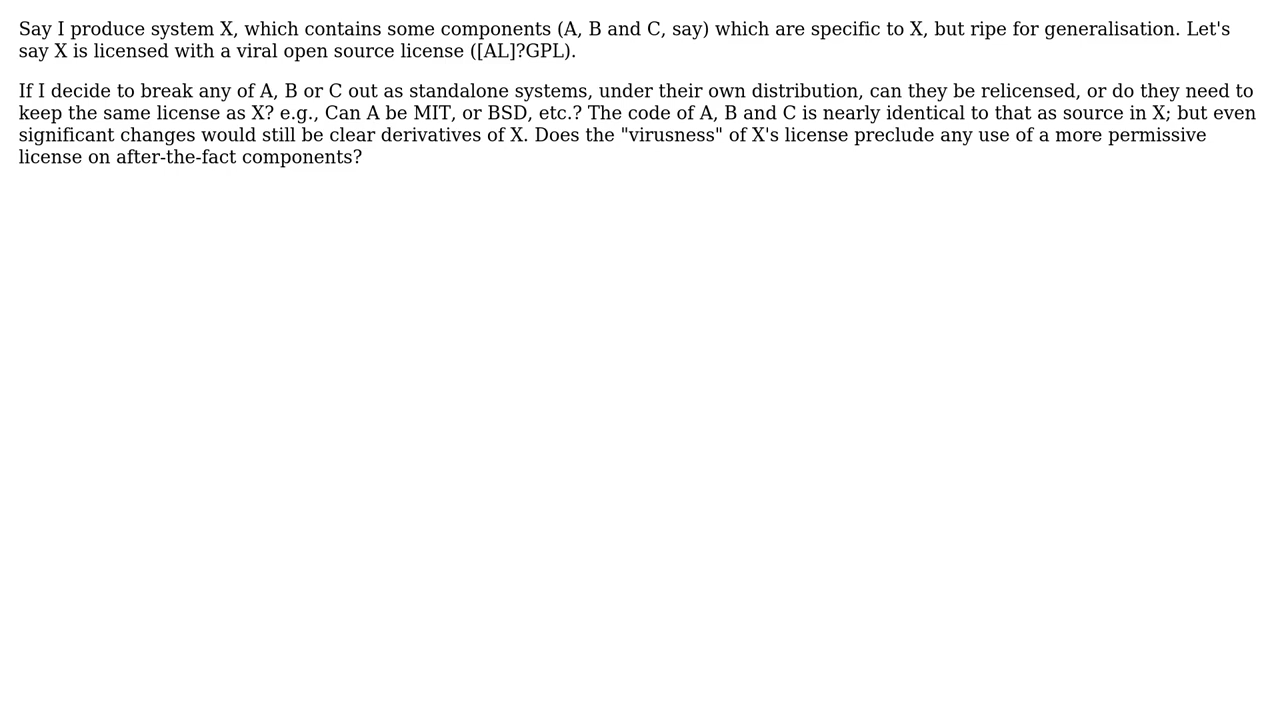 Say I produce system X, which contains some components (A, B and C, say) which are specific to X, but ripe for generalisation. Let's
say X is licensed with a viral open source license ([AL]?GPL).
If I decide to break any of A, B or C out as standalone systems, under their own distribution, can they be relicensed, or do they need to
keep the same license as X? e.g., Can A be MIT, or BSD, etc.? The code of A, B and C is nearly identical to that as source in X; but even
significant changes would still be clear derivatives of X. Does the "virusness" of X's license preclude any use of a more permissive
license on after-the-fact components?